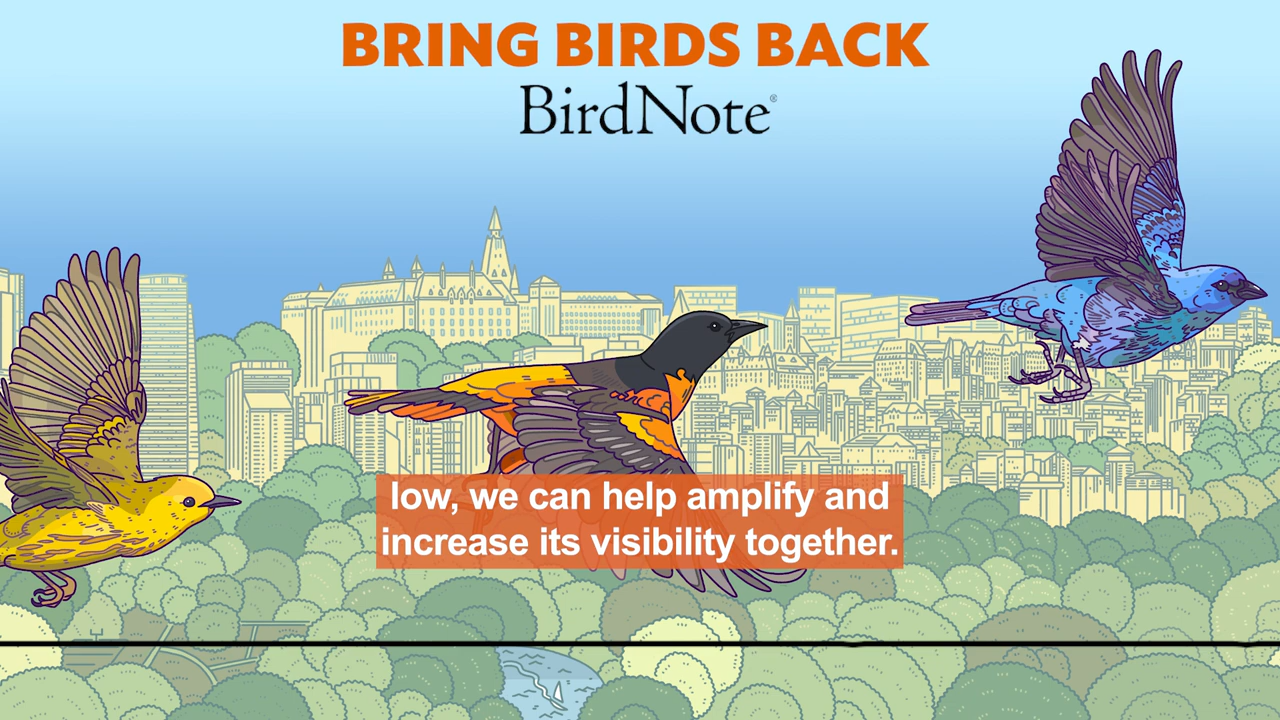 BRING BIRDS BACK
BirdNote®
low, we can help amplify and
increase its visibility together.